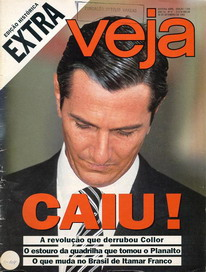 EDIÇÃO HISTÓRICA
EXTRA
veja
CAIU!
A revolução que derrubou Collor
O estouro da quadrilha que tomou o Planalto
O que muda no Brasil de Itamar Franco